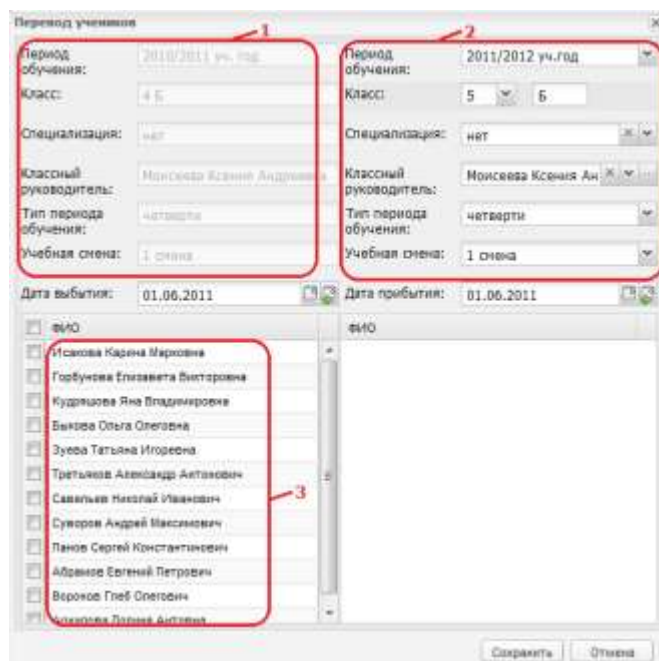 Перевод учеников
1
2
Период обучения:
2010/2011 уч. год
Класс:
4 Б
Специализация:
нет
Классный руководитель:
Моисеева Ксения Андреевна
Тип периода обучения:
четверти
Учебная смена:
1 смена
Период обучения:
2011/2012 уч.год
Класс:
5
Б
Специализация:
нет
Классный руководитель:
Моисеева Ксения Ан
Тип периода обучения:
четверти
Учебная смена:
1 смена
Дата выбытия:
01.06.2011
Дата прибытия:
01.06.2011
ФИО
ФИО
Исакова Карина Марковна
Горбунова Елизавета Викторовна
Кудряшова Яна Владимировна
Быкова Ольга Олеговна
Зуева Татьяна Игоревна
Третьяков Александр Антонович
Савельев Николай Иванович
3
Суворов Андрей Максимович
Панов Сергей Константинович
Абрамов Евгений Петрович
Воронов Глеб Олегович
Сохранить
Отмена